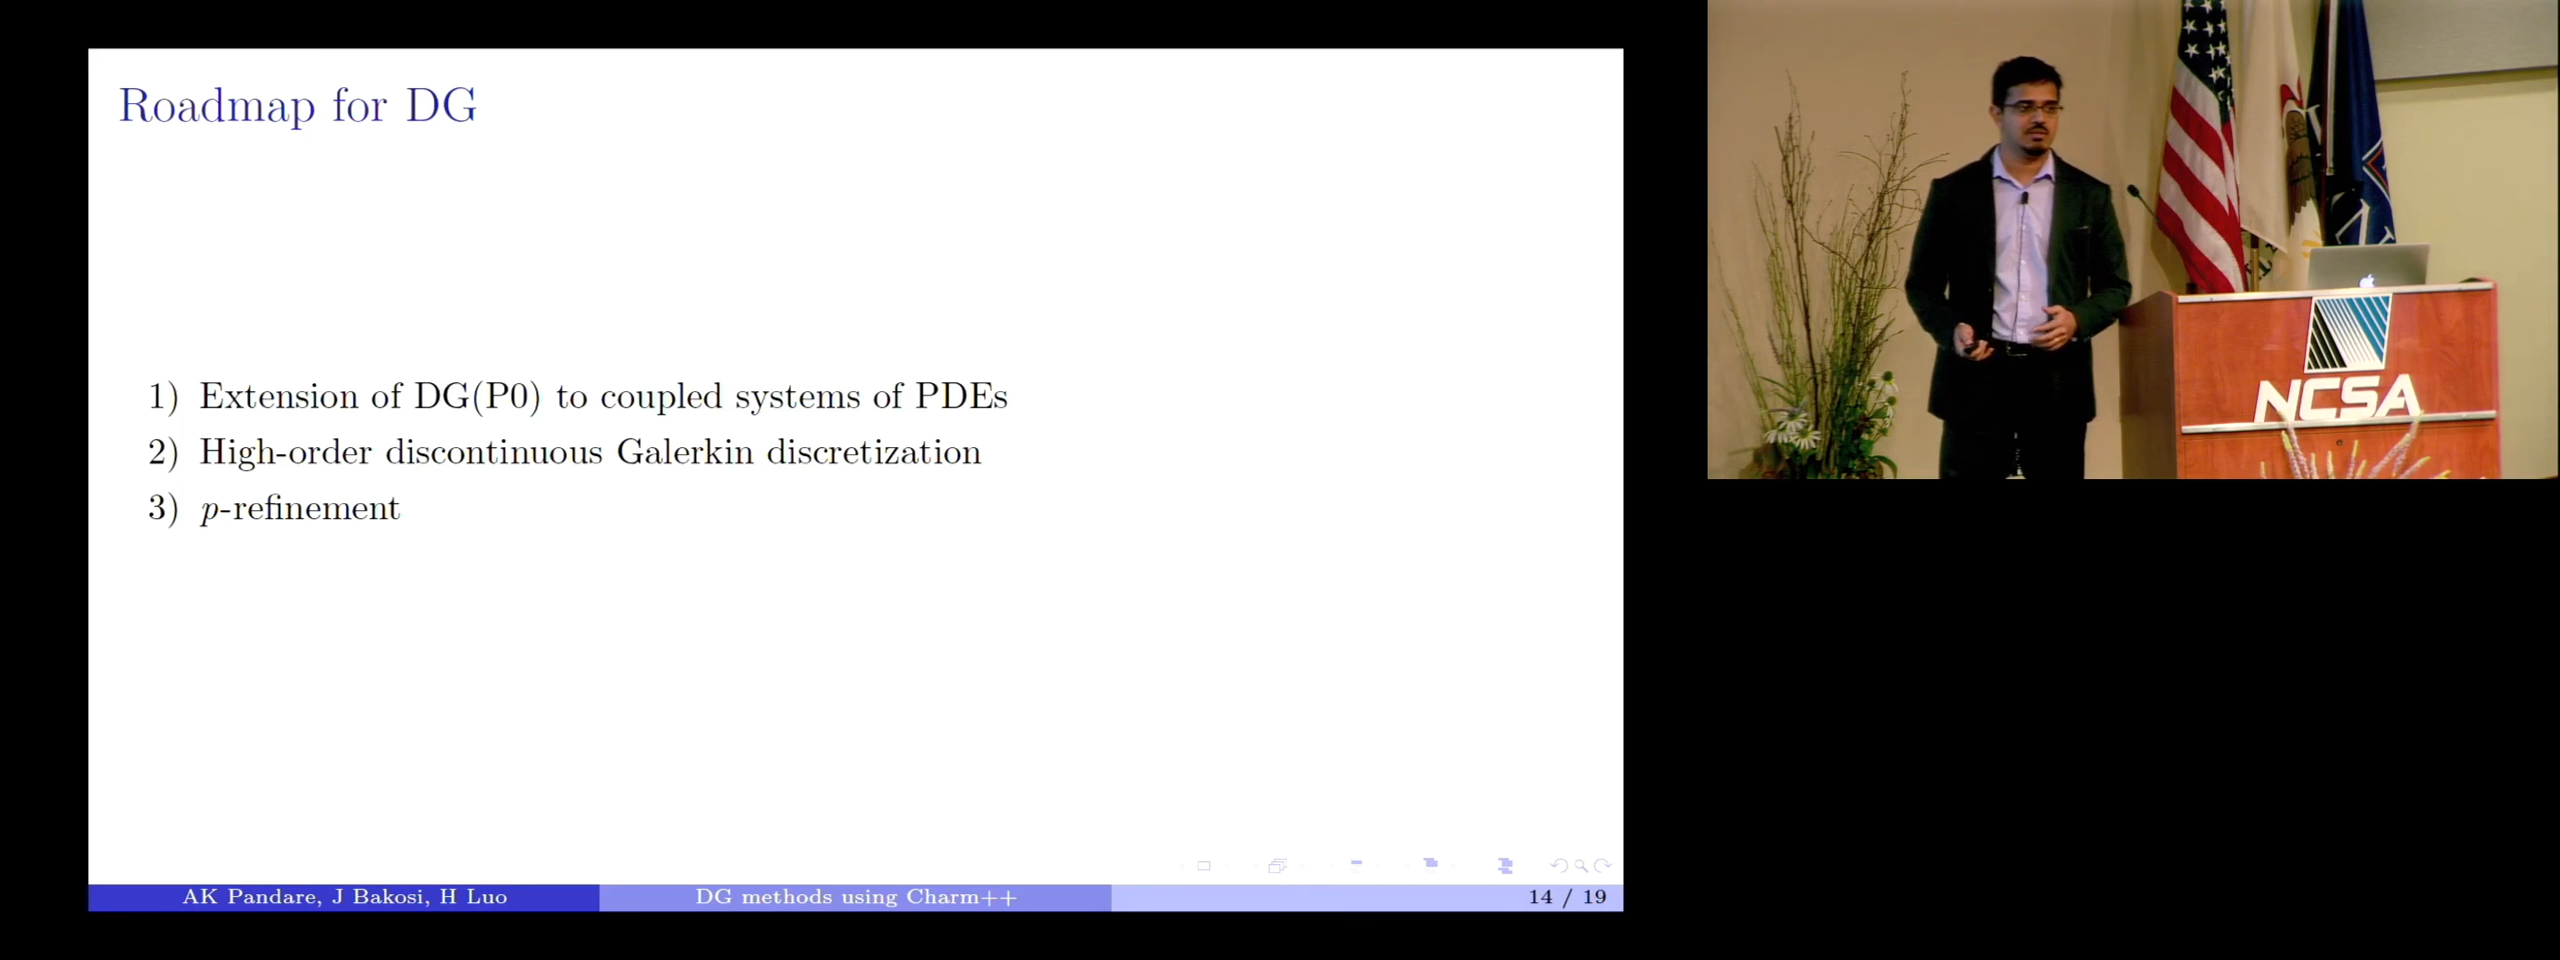 Roadmap for DG
1) Extension of DG(P0) to coupled systems of PDEs
2) High-order discontinuous Galerkin discretization
3) p-refinement
AK Pandare, J Bakosi, H Luo
DG methods using Charm++
14 / 19
NCSA